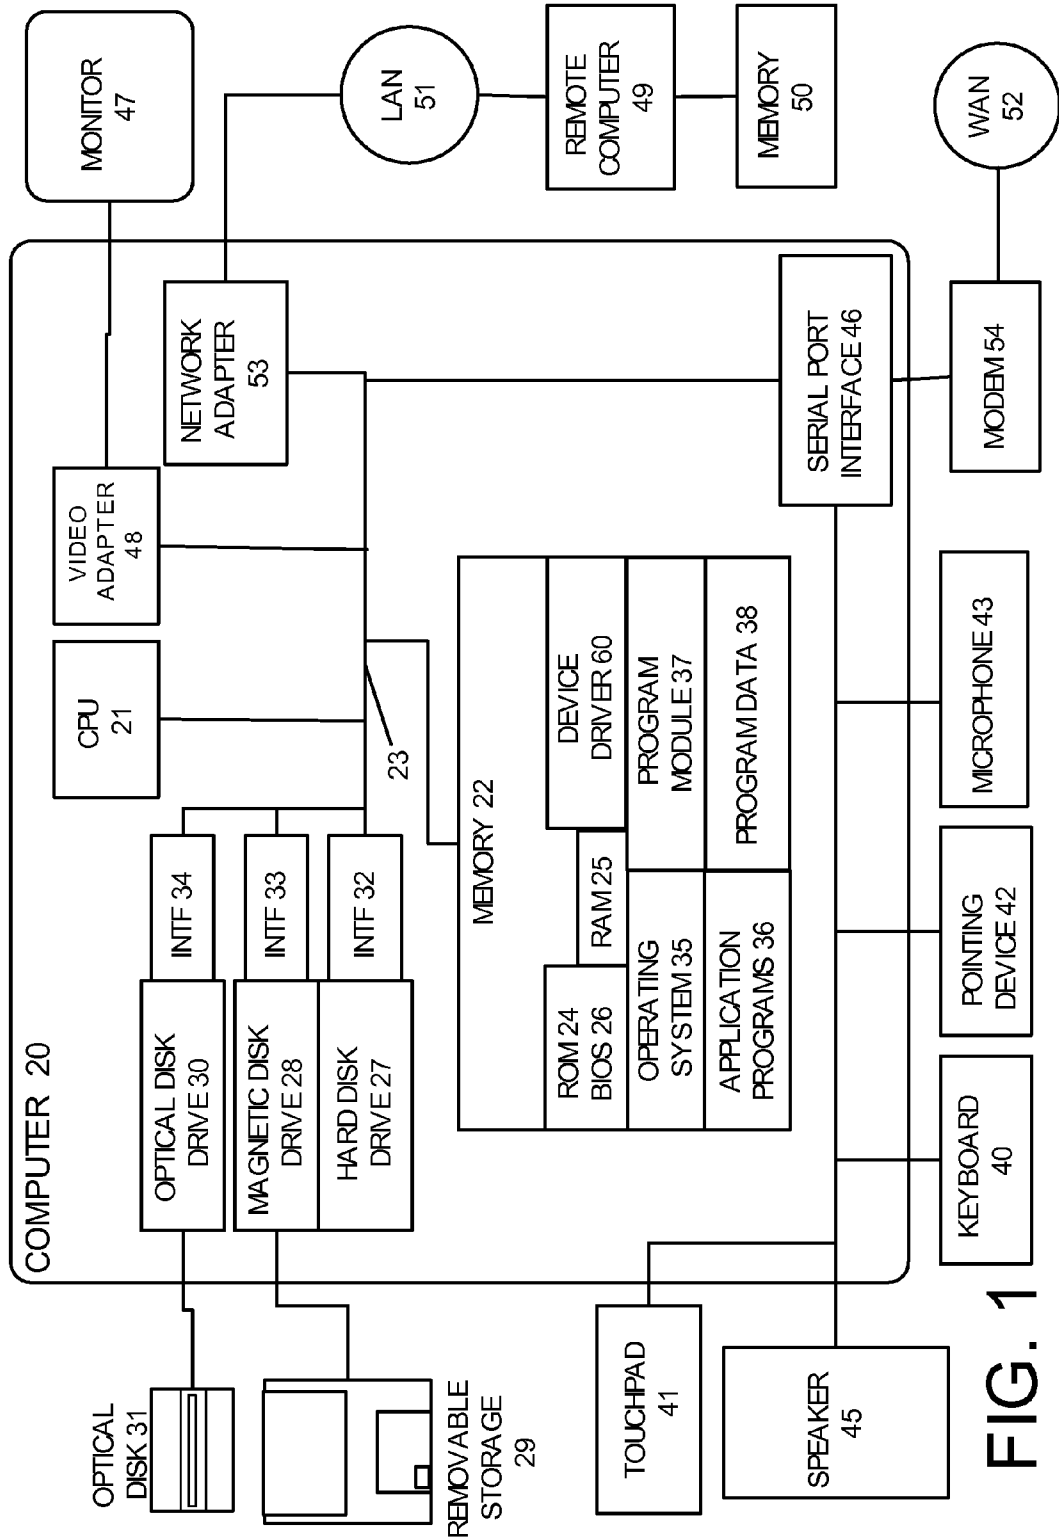 COMPUTER 20
MONITOR
47
VIDEO
ADAPTER
48
CPU
21
OPTICAL
DISK 31
OPTICAL DISK
DRIVE 30
INTF 34
NETWORK
ADAPTER
53
MAGNETIC DISK
DRIVE 28
INTF 33
HARD DISK
DRIVE 27
INTF 32
REMOVABLE
STORAGE
29
23
LAN
51
MEMORY 22
ROM 24
BIOS 26
RAM 25
DEVICE
DRIVER 60
OPERATING
SYSTEM 35
PROGRAM
MODULE 37
APPLICATION
PROGRAMS 36
PROGRAM DATA 38
REMOTE
COMPUTER
49
MEMORY
50
TOUCHPAD
41
SPEAKER
45
SERIAL PORT
INTERFACE 46
KEYBOARD
40
POINTING
DEVICE 42
MICROPHONE 43
MODEM 54
WAN
52
FIG. 1